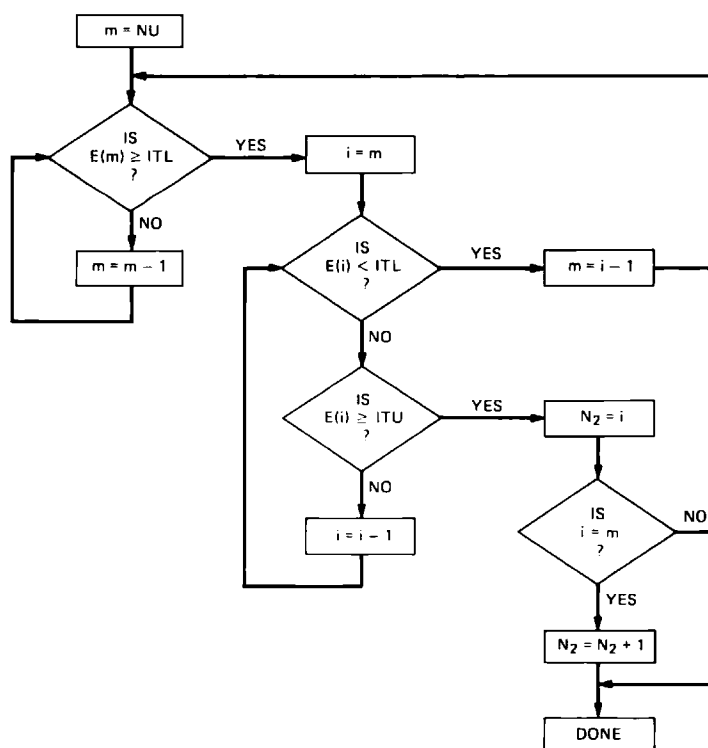 m = NU
IS
E(m) ≥ ITL
?
YES
NO
m = m − 1
i = m
IS
E(i) < ITL
?
YES
m = i − 1
NO
IS
E(i) ≥ ITU
?
YES
N₂ = i
NO
i = i − 1
IS
i = m
?
NO
YES
N₂ = N₂ + 1
DONE